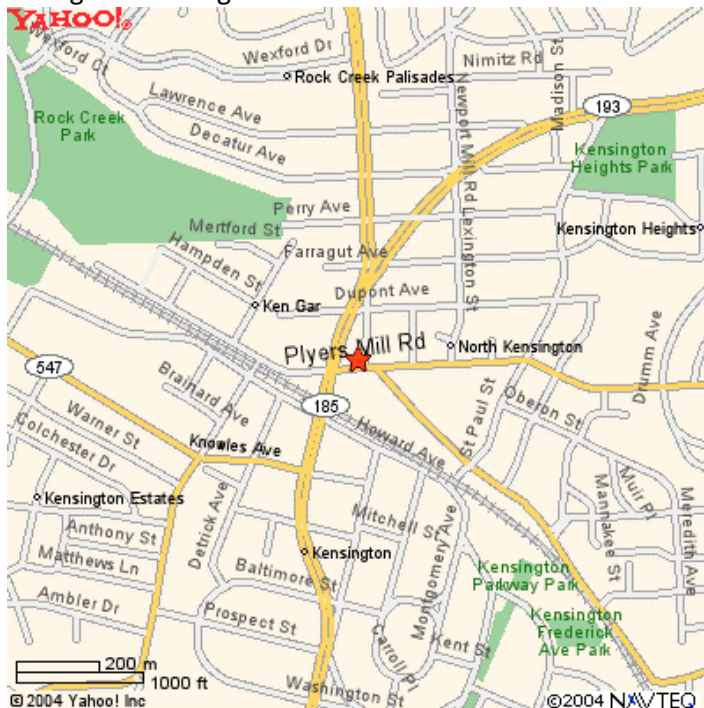 YAHOO!
Wexford Dr
Wexford Ct
Rock Creek Palisades
Nimitz Rd
Madison St
193
Lawrence Ave
Newport Mill Rd
Rock Creek
Park
Decatur Ave
Kensington
Heights Park
Perry Ave
Lexington St
Mertford St
Kensington Heights
Hampden St
Farragut Ave
Dupont Ave
Ken Gar
Plyers Mill Rd
North Kensington
Drumm Ave
547
Brainard Ave
185
Howard Ave
St Paul St
Oberon St
Warner St
Colchester Dr
Knowles Ave
Muir Pl
Mannakee St
Meredith Ave
Kensington Estates
Detrick Ave
Mitchell St
Montgomery Ave
Anthony St
Kensington
Matthews Ln
Baltimore St
Kensington
Parkway Park
Ambler Dr
Prospect St
Carroll Pl
Kent St
Kensington
Frederick
Ave Park
200 m
1000 ft
Washington St
© 2004 Yahoo! Inc
©2004 NAVTEQ